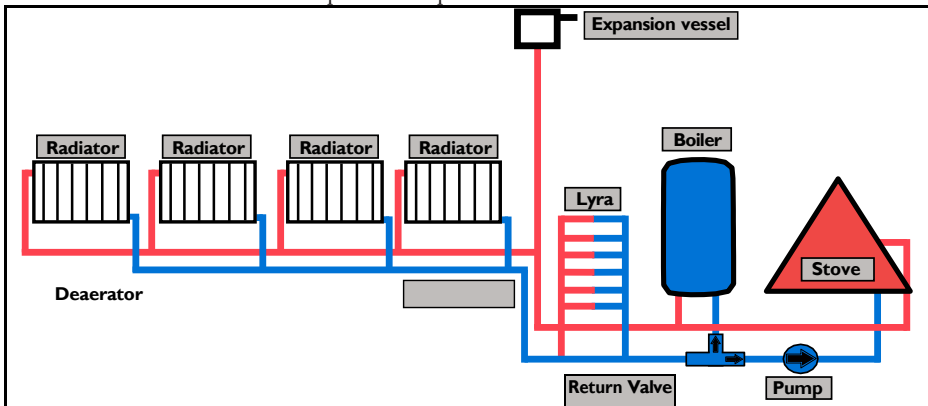 Expansion vessel
Radiator
Radiator
Radiator
Radiator
Boiler
Lyra
Stove
Deaerator
Return Valve
Pump